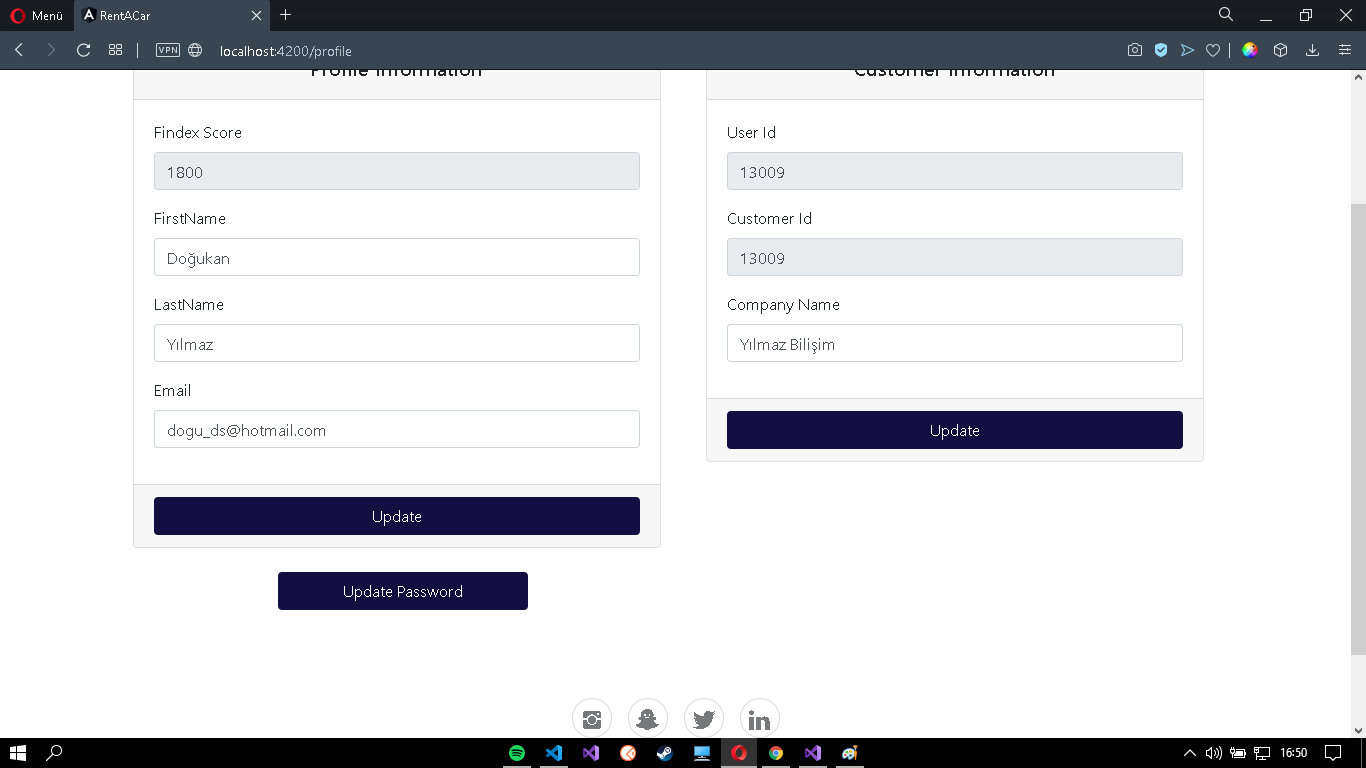 Menü
RentACar
VPN
localhost:4200/profile
Profile Information
Findex Score
1800
FirstName
Doğukan
LastName
Yılmaz
Email
dogu_ds@hotmail.com
Update
Update Password
Customer Information
User Id
13009
Customer Id
13009
Company Name
Yılmaz Bilişim
Update
16:50